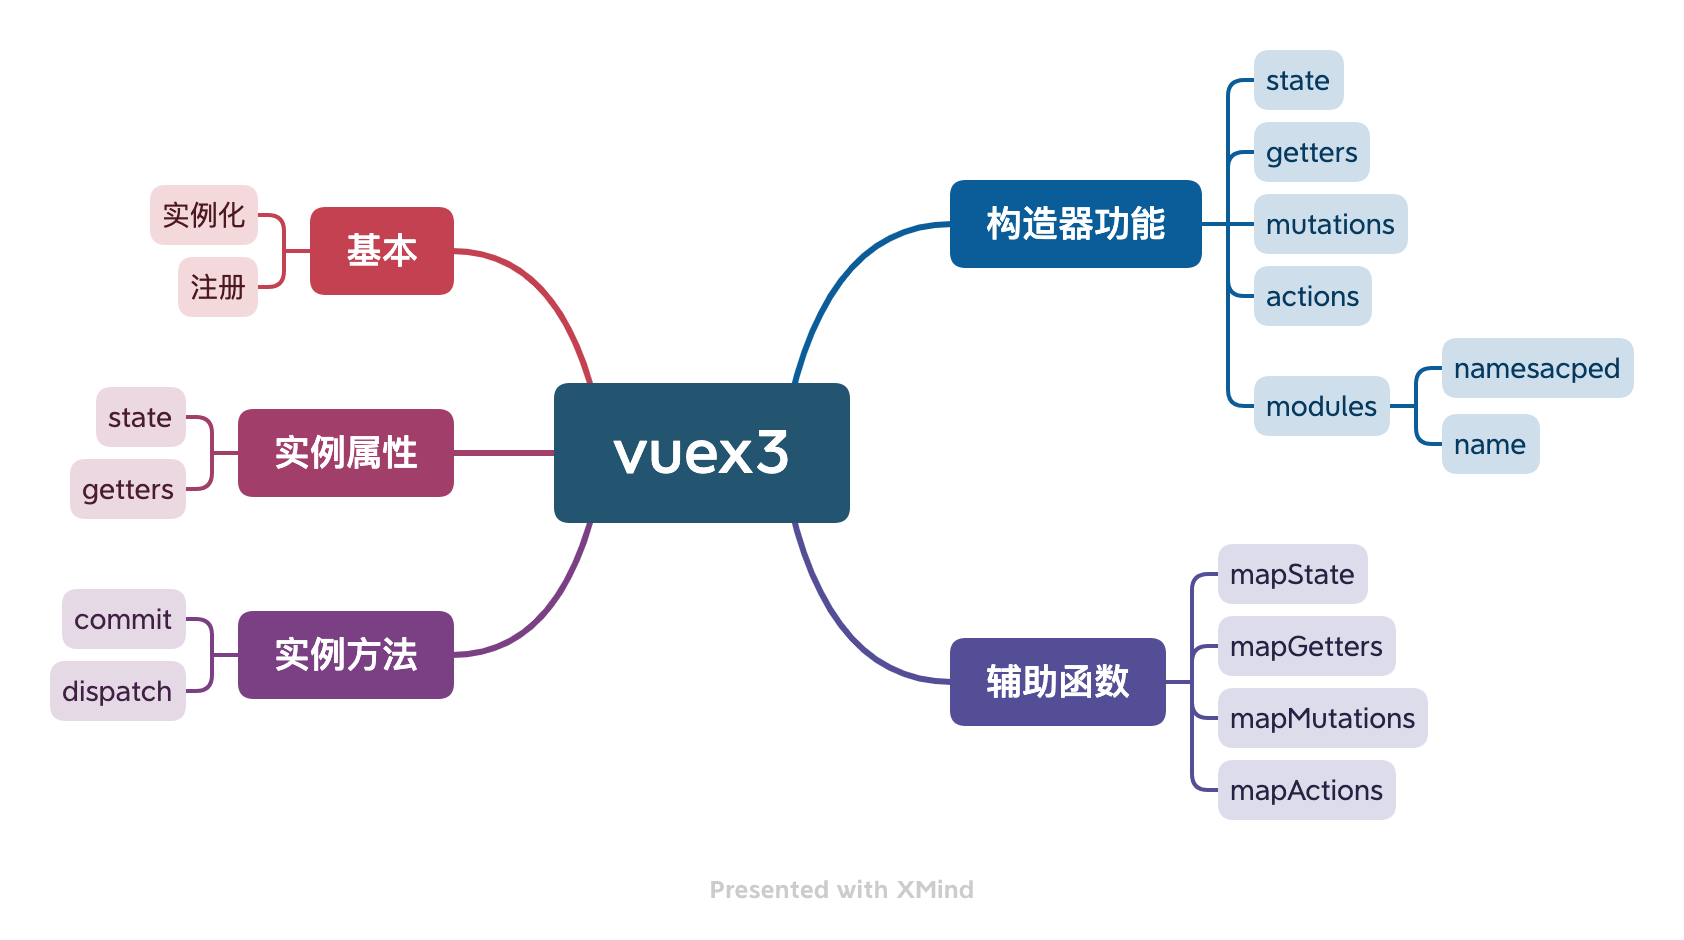 vuex3
构造器功能
state
getters
mutations
actions
modules
namesacped
name
辅助函数
mapState
mapGetters
mapMutations
mapActions
基本
实例化
注册
实例属性
state
getters
实例方法
commit
dispatch
Presented with XMind